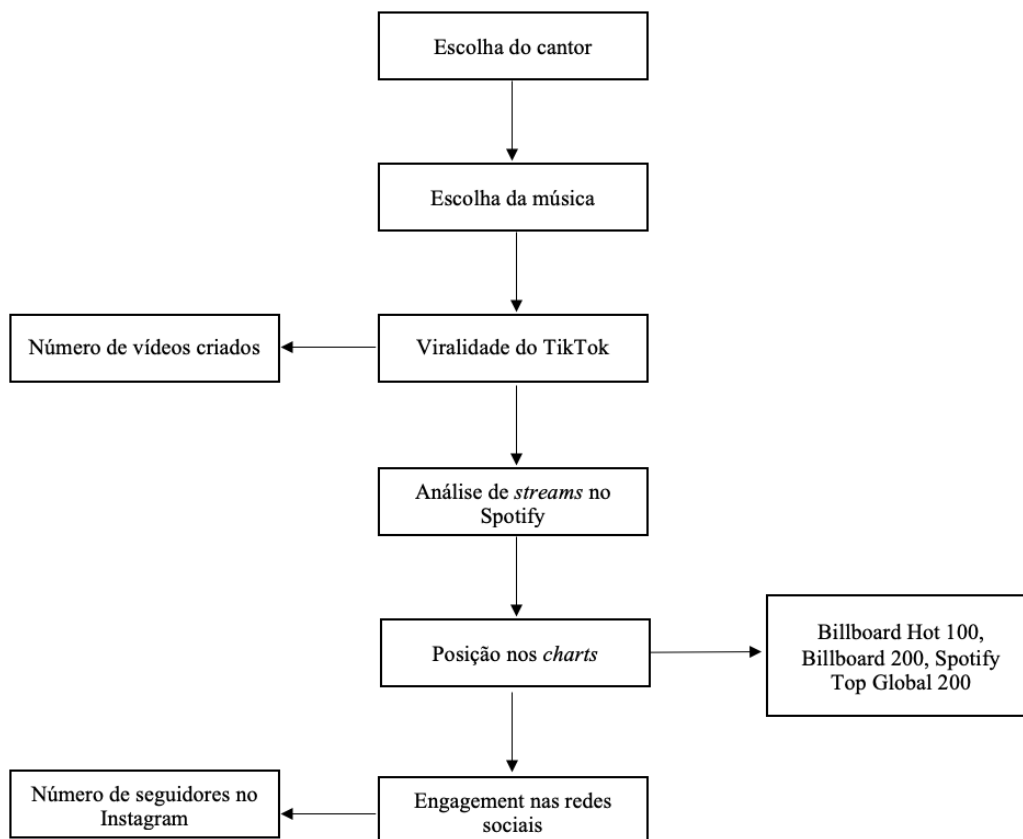 Escolha do cantor
Escolha da música
Número de vídeos criados
Viralidade do TikTok
Análise de streams no
Spotify
Posição nos charts
Billboard Hot 100,
Billboard 200, Spotify
Top Global 200
Número de seguidores no
Instagram
Engagement nas redes
sociais